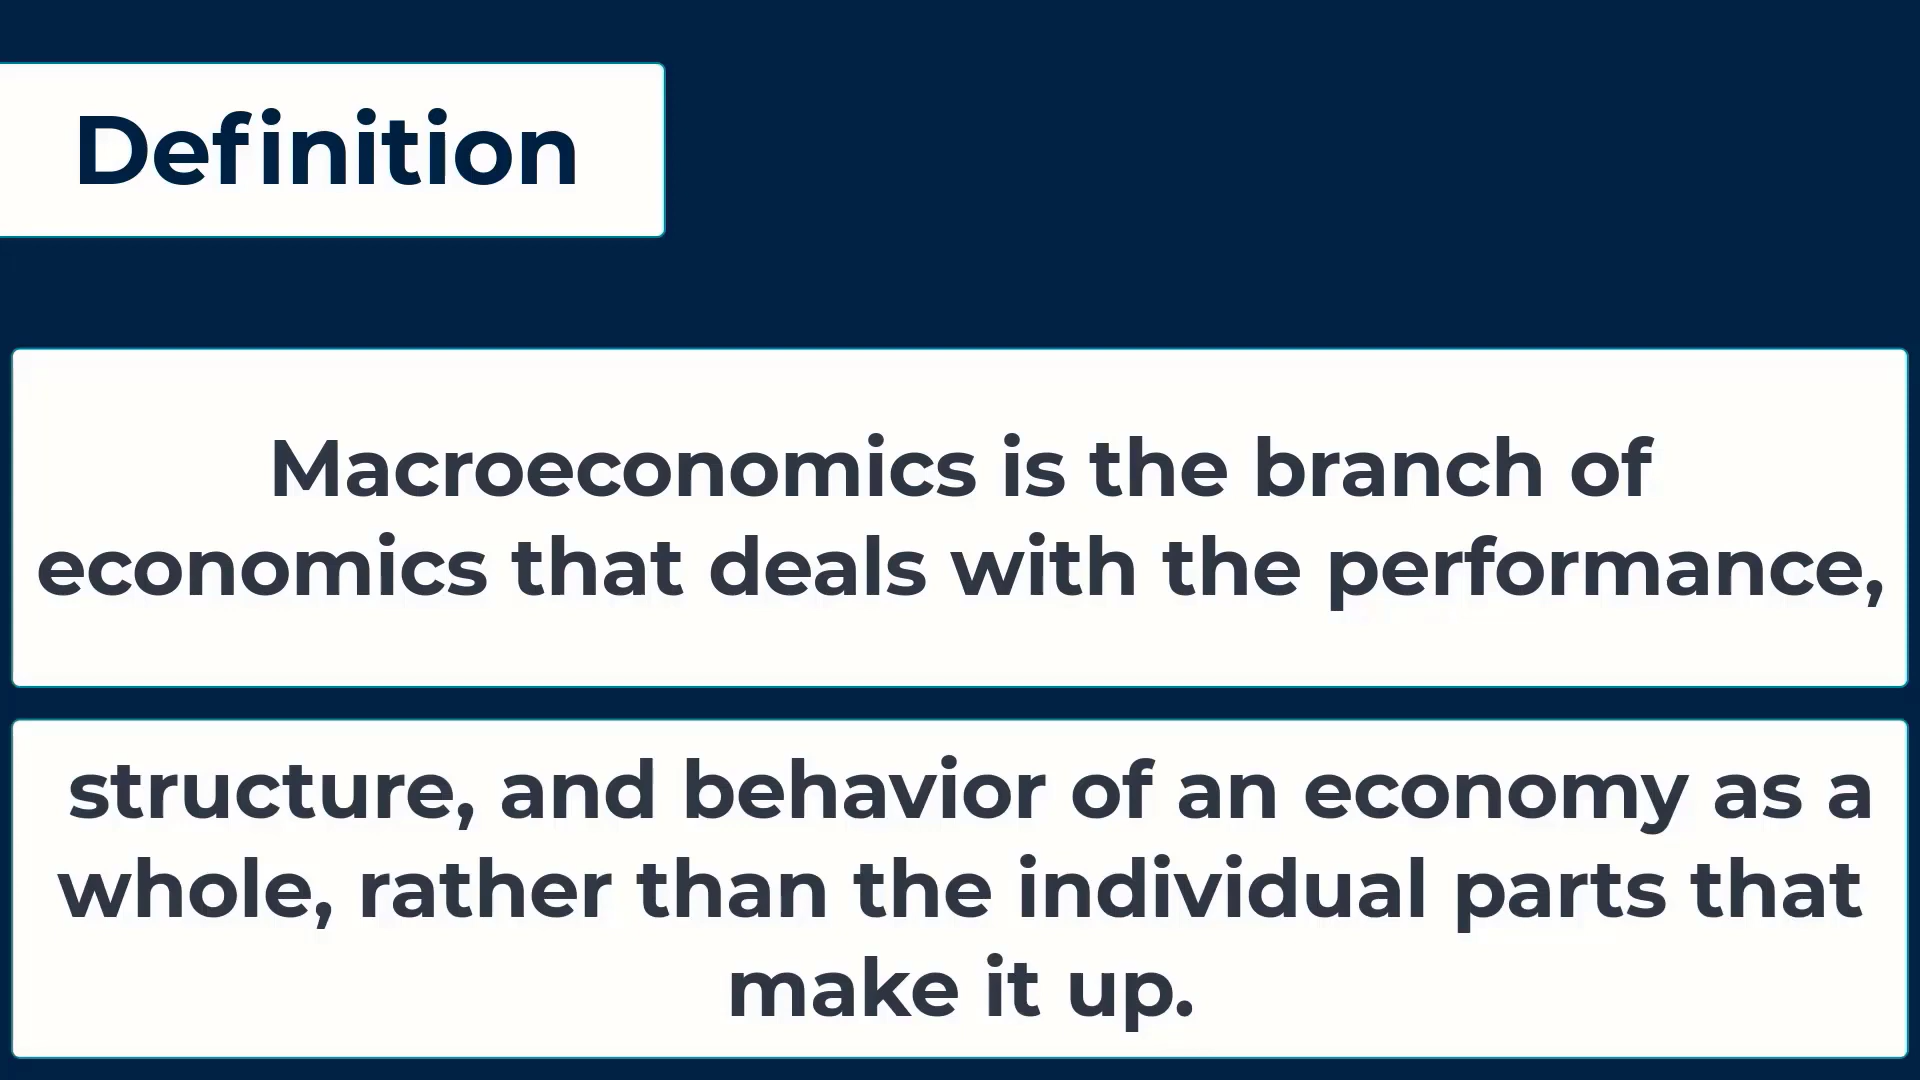 Definition
Macroeconomics is the branch of
economics that deals with the performance,
structure, and behavior of an economy as a
whole, rather than the individual parts that
make it up.